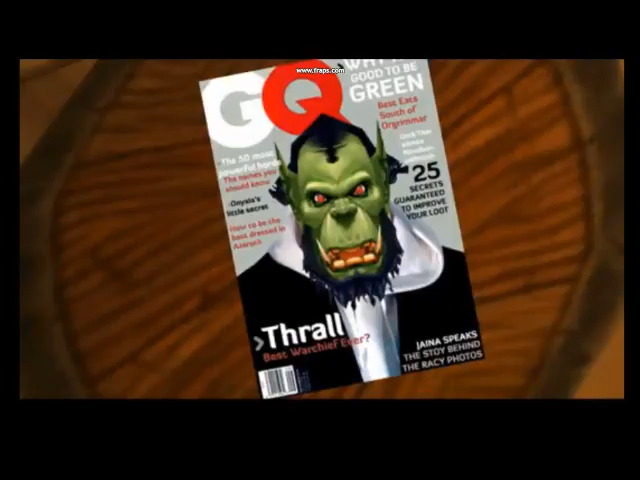 www.fraps.com
WHY
GOOD TO BE
GREEN
GQ
Best Eats
South of
Orgrimmar
The 50 most
powerful horde
The names you
should know
Onyxia's
little secret
How to be the
best dressed in
Azeroth
25
SECRETS
GUARANTEED
TO IMPROVE
YOUR LOOT
›Thrall
Best Warchief Ever?
JAINA SPEAKS
THE STOY BEHIND
THE RACY PHOTOS